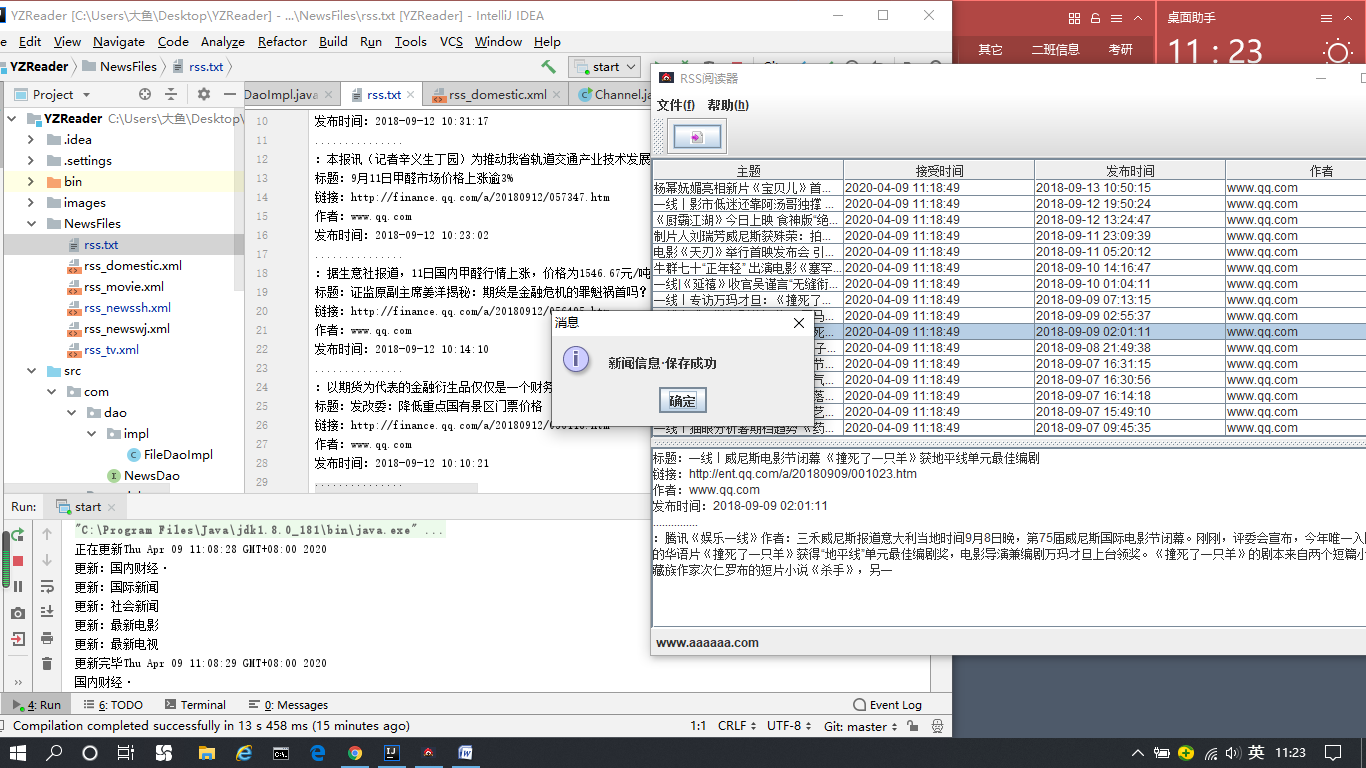 YZReader [C:\Users\大鱼\Desktop\YZReader] - ...\NewsFiles\rss.txt [YZReader] - IntelliJ IDEA
Edit View Navigate Code Analyze Refactor Build Run Tools VCS Window Help
YZReader NewsFiles rss.txt
start
Project
DaoImpl.java rss.txt rss_domestic.xml Channel.ja
YZReader C:\Users\大鱼\Desktop\
.idea
.settings
bin
images
NewsFiles
rss.txt
rss_domestic.xml
rss_movie.xml
rss_newssh.xml
rss_newswj.xml
rss_tv.xml
src
com
dao
impl
FileDaoImpl
NewsDao
10 发布时间：2018-09-12 10:31:17
11 ...............
12 ：本报讯（记者辛义生丁园）为推动我省轨道交通产业技术发展
13 标题：9月11日甲醛市场价格上涨逾3%
14 链接：http://finance.qq.com/a/20180912/057347.htm
15 作者：www.qq.com
16 发布时间：2018-09-12 10:23:02
17 ...............
18 ：据生意社报道，11日国内甲醛行情上涨，价格为1546.67元/吨
19 标题：证监原副主席姜洋揭秘：期货是金融危机的罪魁祸首吗？
20 链接：http://finance.qq.com/a/20180912/056405.htm
21 作者：www.qq.com
22 发布时间：2018-09-12 10:14:10
23 ...............
24 ：以期货为代表的金融衍生品仅仅是一个财务
25 标题：发改委：降低重点国有景区门票价格
26 链接：http://finance.qq.com/a/20180912/056110.htm
27 作者：www.qq.com
28 发布时间：2018-09-12 10:10:21
29 ...............
Run: start
"C:\Program Files\Java\jdk1.8.0_181\bin\java.exe" ...
正在更新Thu Apr 09 11:08:28 GMT+08:00 2020
更新：国内财经·
更新：国际新闻
更新：社会新闻
更新：最新电影
更新：最新电视
更新完毕Thu Apr 09 11:08:29 GMT+08:00 2020
国内财经·
4: Run 6: TODO Terminal 0: Messages Event Log
Compilation completed successfully in 13 s 458 ms (15 minutes ago) 1:1 CRLF UTF-8 Git: master
其它 二班信息 考研
桌面助手
11 : 23
RSS阅读器
文件(f) 帮助(h)
主题 接受时间 发布时间 作者
杨幂妩媚亮相新片《宝贝儿》首... 2020-04-09 11:18:49 2018-09-13 10:50:15 www.qq.com
一线丨影市低迷还靠阿汤哥独撑 ... 2020-04-09 11:18:49 2018-09-12 19:50:24 www.qq.com
《厨霸江湖》今日上映 食神版“绝... 2020-04-09 11:18:49 2018-09-12 13:24:47 www.qq.com
制片人刘瑞芳威尼斯获殊荣：拍... 2020-04-09 11:18:49 2018-09-11 23:09:39 www.qq.com
电影《天刃》举行首映发布会 引... 2020-04-09 11:18:49 2018-09-11 05:20:12 www.qq.com
牛群七十“正年轻” 出演电影《塞罕... 2020-04-09 11:18:49 2018-09-10 14:16:47 www.qq.com
一线|《延禧》收官吴谨言“无缝衔... 2020-04-09 11:18:49 2018-09-10 01:04:11 www.qq.com
一线丨专访万玛才旦：《撞死了... 2020-04-09 11:18:49 2018-09-09 07:13:15 www.qq.com
马... 2020-04-09 11:18:49 2018-09-09 02:55:37 www.qq.com
死... 2020-04-09 11:18:49 2018-09-09 02:01:11 www.qq.com
子... 2020-04-09 11:18:49 2018-09-08 21:49:38 www.qq.com
节... 2020-04-09 11:18:49 2018-09-07 16:31:15 www.qq.com
气... 2020-04-09 11:18:49 2018-09-07 16:30:56 www.qq.com
落... 2020-04-09 11:18:49 2018-09-07 16:14:18 www.qq.com
艺... 2020-04-09 11:18:49 2018-09-07 15:49:10 www.qq.com
一线丨猫眼分析暑期档趋势《药... 2020-04-09 11:18:49 2018-09-07 09:45:35 www.qq.com
消息
新闻信息·保存成功
确定
标题：一线丨威尼斯电影节闭幕 《撞死了一只羊》获地平线单元最佳编剧
链接：http://ent.qq.com/a/20180909/001023.htm
作者：www.qq.com
发布时间：2018-09-09 02:01:11
...............
：腾讯《娱乐一线》作者：三禾威尼斯报道意大利当地时间9月8日晚，第75届威尼斯国际电影节闭幕。刚刚，评委会宣布，今年唯一入围
的华语片《撞死了一只羊》获得“地平线”单元最佳编剧奖，电影导演兼编剧万玛才旦上台领奖。《撞死了一只羊》的剧本来自两个短篇小
藏族作家次仁罗布的短片小说《杀手》，另一
www.aaaaaa.com
英 11:23